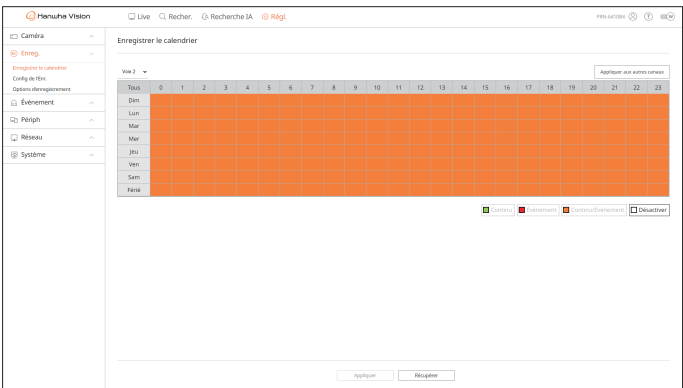 Hanwha Vision
Live Recher. Recherche IA Régl.
PRN-6410B4 ?
Caméra
Enreg.
Enregistrer le calendrier
Config de l'Enr.
Options d'enregistrement
Événement
Périph
Réseau
Système
Enregistrer le calendrier
Voie 2
Appliquer aux autres canaux
Tous 0 1 2 3 4 5 6 7 8 9 10 11 12 13 14 15 16 17 18 19 20 21 22 23
Dim
Lun
Mar
Mer
Jeu
Ven
Sam
Férié
Continu Événement Continu/Événement Désactiver
Appliquer Récupérer